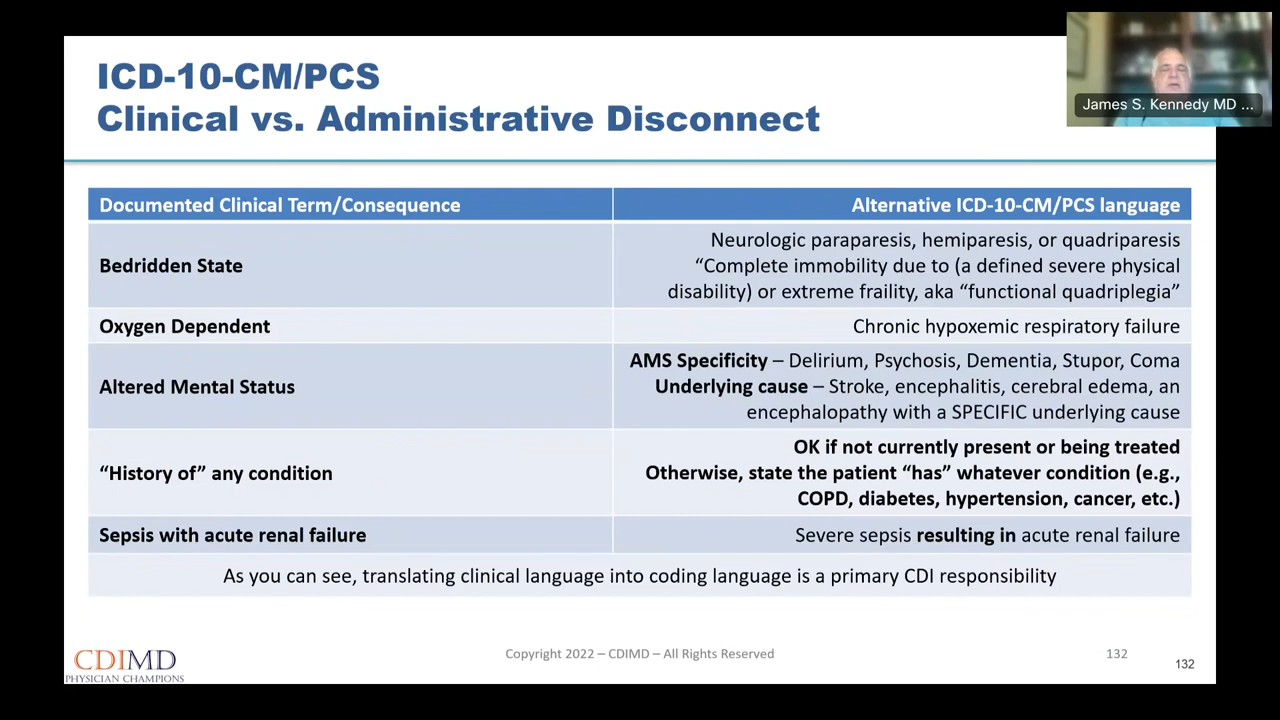 ICD-10-CM/PCS
Clinical vs. Administrative Disconnect
James S. Kennedy MD ...
Documented Clinical Term/Consequence
Alternative ICD-10-CM/PCS language
Bedridden State
Neurologic paraparesis, hemiparesis, or quadriparesis
“Complete immobility due to (a defined severe physical
disability) or extreme fraility, aka “functional quadriplegia”
Oxygen Dependent
Chronic hypoxemic respiratory failure
Altered Mental Status
AMS Specificity – Delirium, Psychosis, Dementia, Stupor, Coma
Underlying cause – Stroke, encephalitis, cerebral edema, an
encephalopathy with a SPECIFIC underlying cause
“History of” any condition
OK if not currently present or being treated
Otherwise, state the patient “has” whatever condition (e.g.,
COPD, diabetes, hypertension, cancer, etc.)
Sepsis with acute renal failure
Severe sepsis resulting in acute renal failure
As you can see, translating clinical language into coding language is a primary CDI responsibility
CDIMD
PHYSICIAN CHAMPIONS
Copyright 2022 – CDIMD – All Rights Reserved
132
132